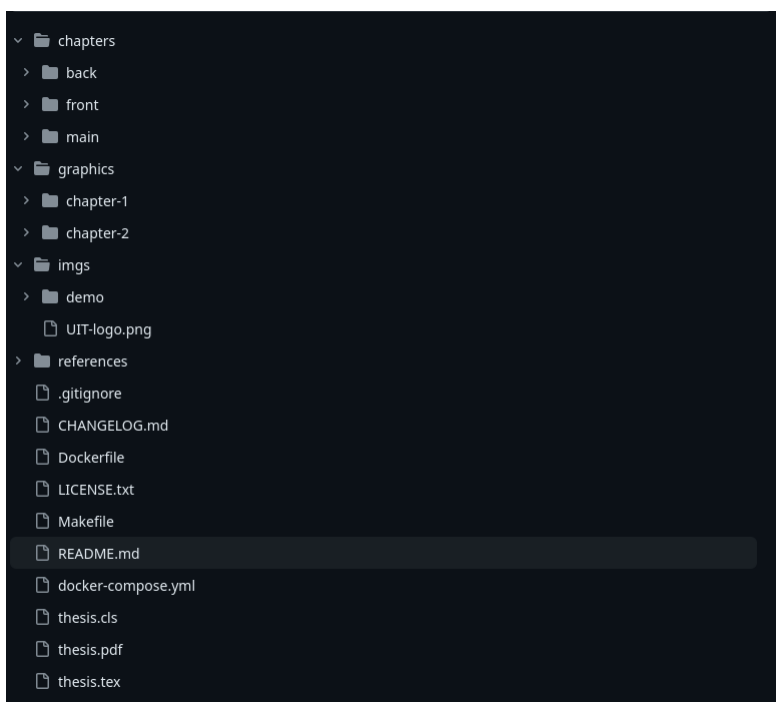 chapters
back
front
main
graphics
chapter-1
chapter-2
imgs
demo
UIT-logo.png
references
.gitignore
CHANGELOG.md
Dockerfile
LICENSE.txt
Makefile
README.md
docker-compose.yml
thesis.cls
thesis.pdf
thesis.tex